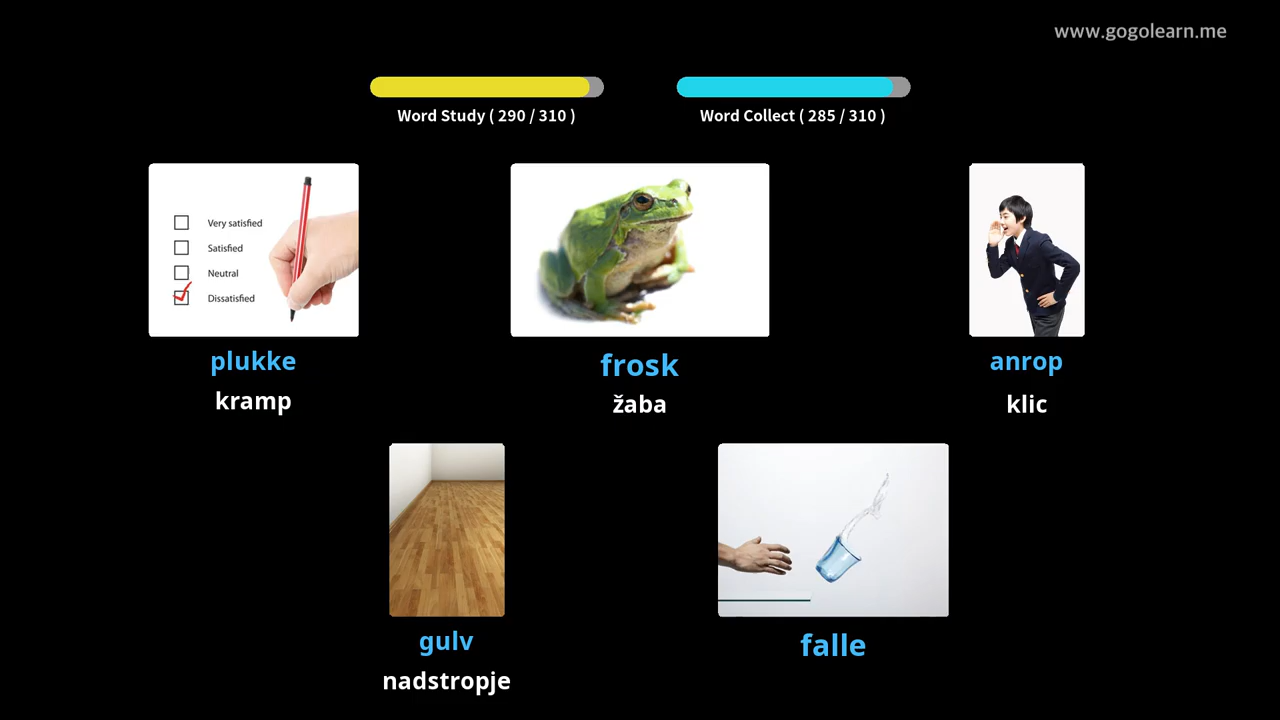 www.gogolearn.me
Word Study ( 290 / 310 )
Word Collect ( 285 / 310 )
Very satisfied
Satisfied
Neutral
Dissatisfied
plukke
kramp
frosk
žaba
anrop
klic
gulv
nadstropje
falle